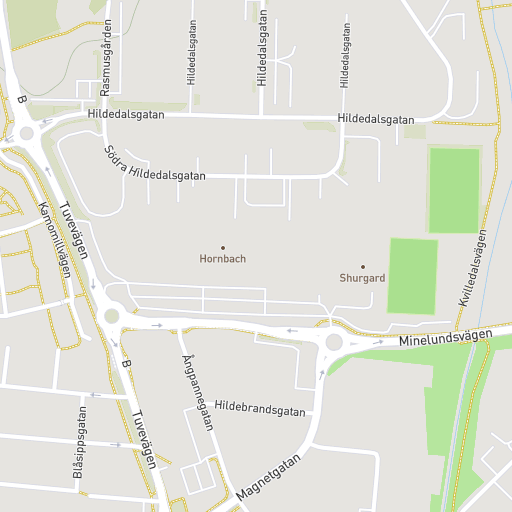 Rasmusgården
Hildedalsgatan
Hildedalsgatan
Hildedalsgatan
B
Hildedalsgatan
Hildedalsgatan
Södra Hildedalsgatan
Tuvevägen
Kamomillvägen
Hornbach
Shurgard
Kvilledalsvägen
Minelundsvägen
B
Ångpannegatan
Hildebrandsgatan
Tuvevägen
Blåsippsgatan
Magnetgatan